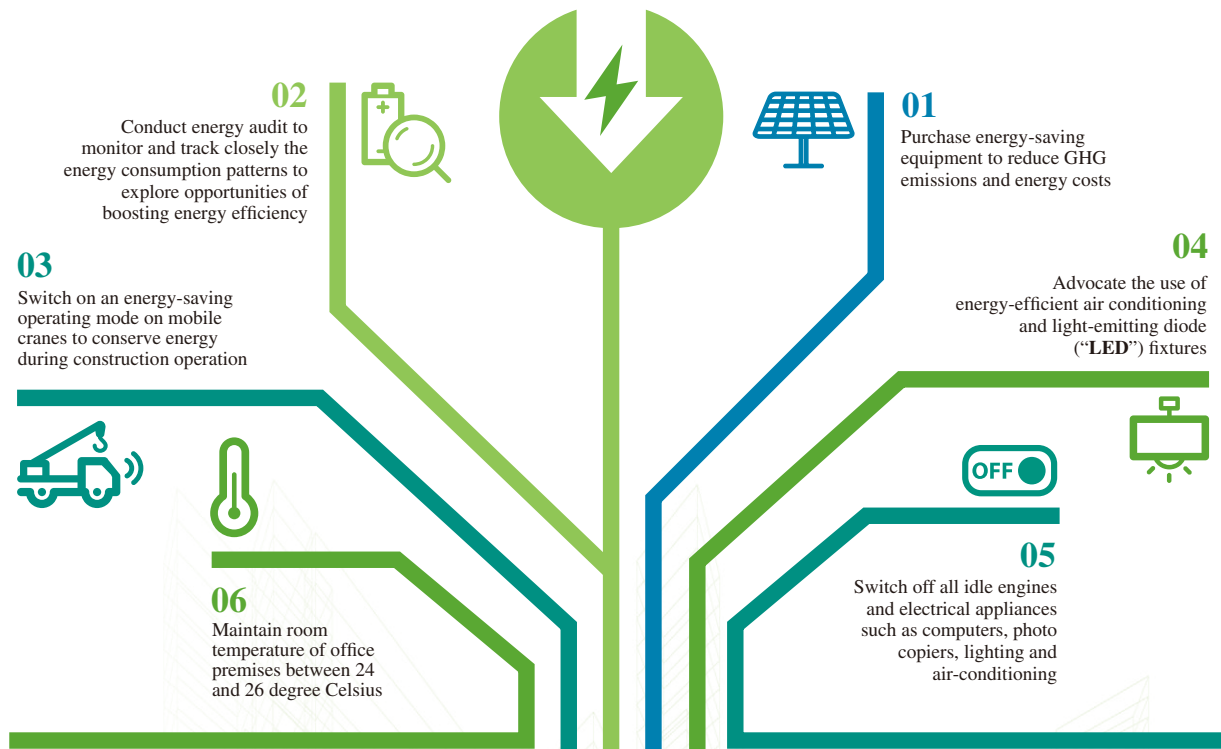 01
Purchase energy-saving
equipment to reduce GHG
emissions and energy costs
02
Conduct energy audit to
monitor and track closely the
energy consumption patterns to
explore opportunities of
boosting energy efficiency
03
Switch on an energy-saving
operating mode on mobile
cranes to conserve energy
during construction operation
04
Advocate the use of
energy-efficient air conditioning
and light-emitting diode
(“LED”) fixtures
OFF
05
Switch off all idle engines
and electrical appliances
such as computers, photo
copiers, lighting and
air-conditioning
06
Maintain room
temperature of office
premises between 24
and 26 degree Celsius